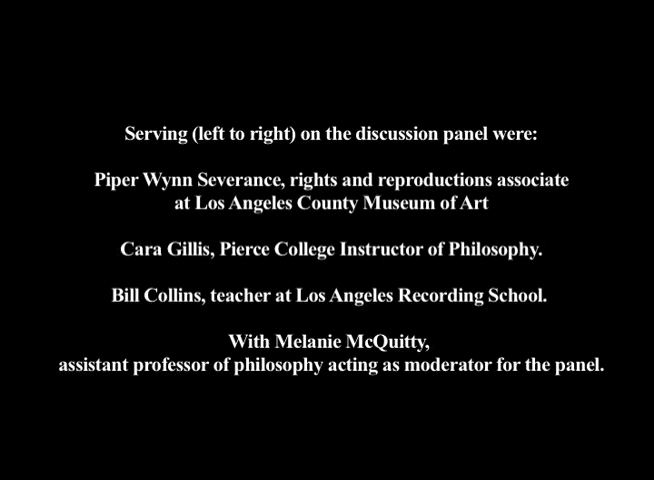 Serving (left to right) on the discussion panel were:
Piper Wynn Severance, rights and reproductions associate
at Los Angeles County Museum of Art
Cara Gillis, Pierce College Instructor of Philosophy.
Bill Collins, teacher at Los Angeles Recording School.
With Melanie McQuitty,
assistant professor of philosophy acting as moderator for the panel.